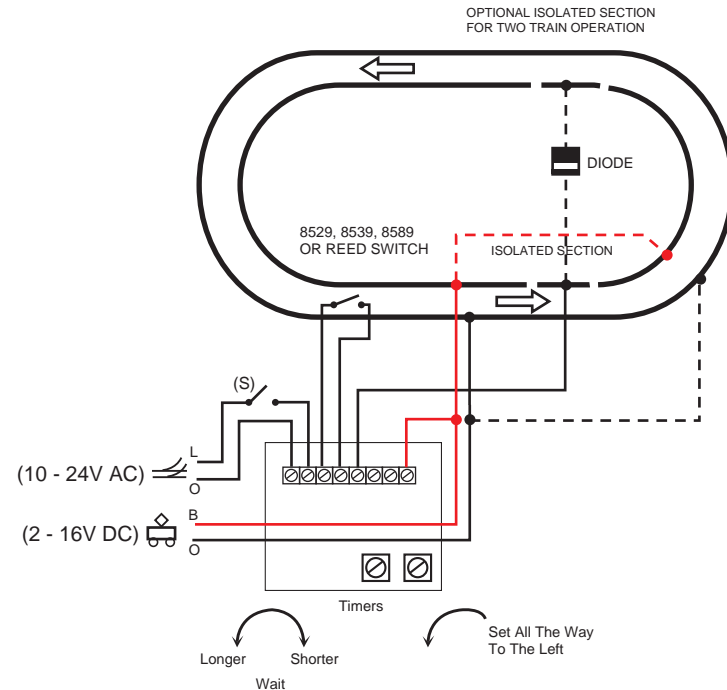 OPTIONAL ISOLATED SECTION
FOR TWO TRAIN OPERATION
DIODE
8529, 8539, 8589
OR REED SWITCH
ISOLATED SECTION
(S)
L
(10 - 24V AC)
O
B
(2 - 16V DC)
O
Timers
Set All The Way
To The Left
Longer
Shorter
Wait